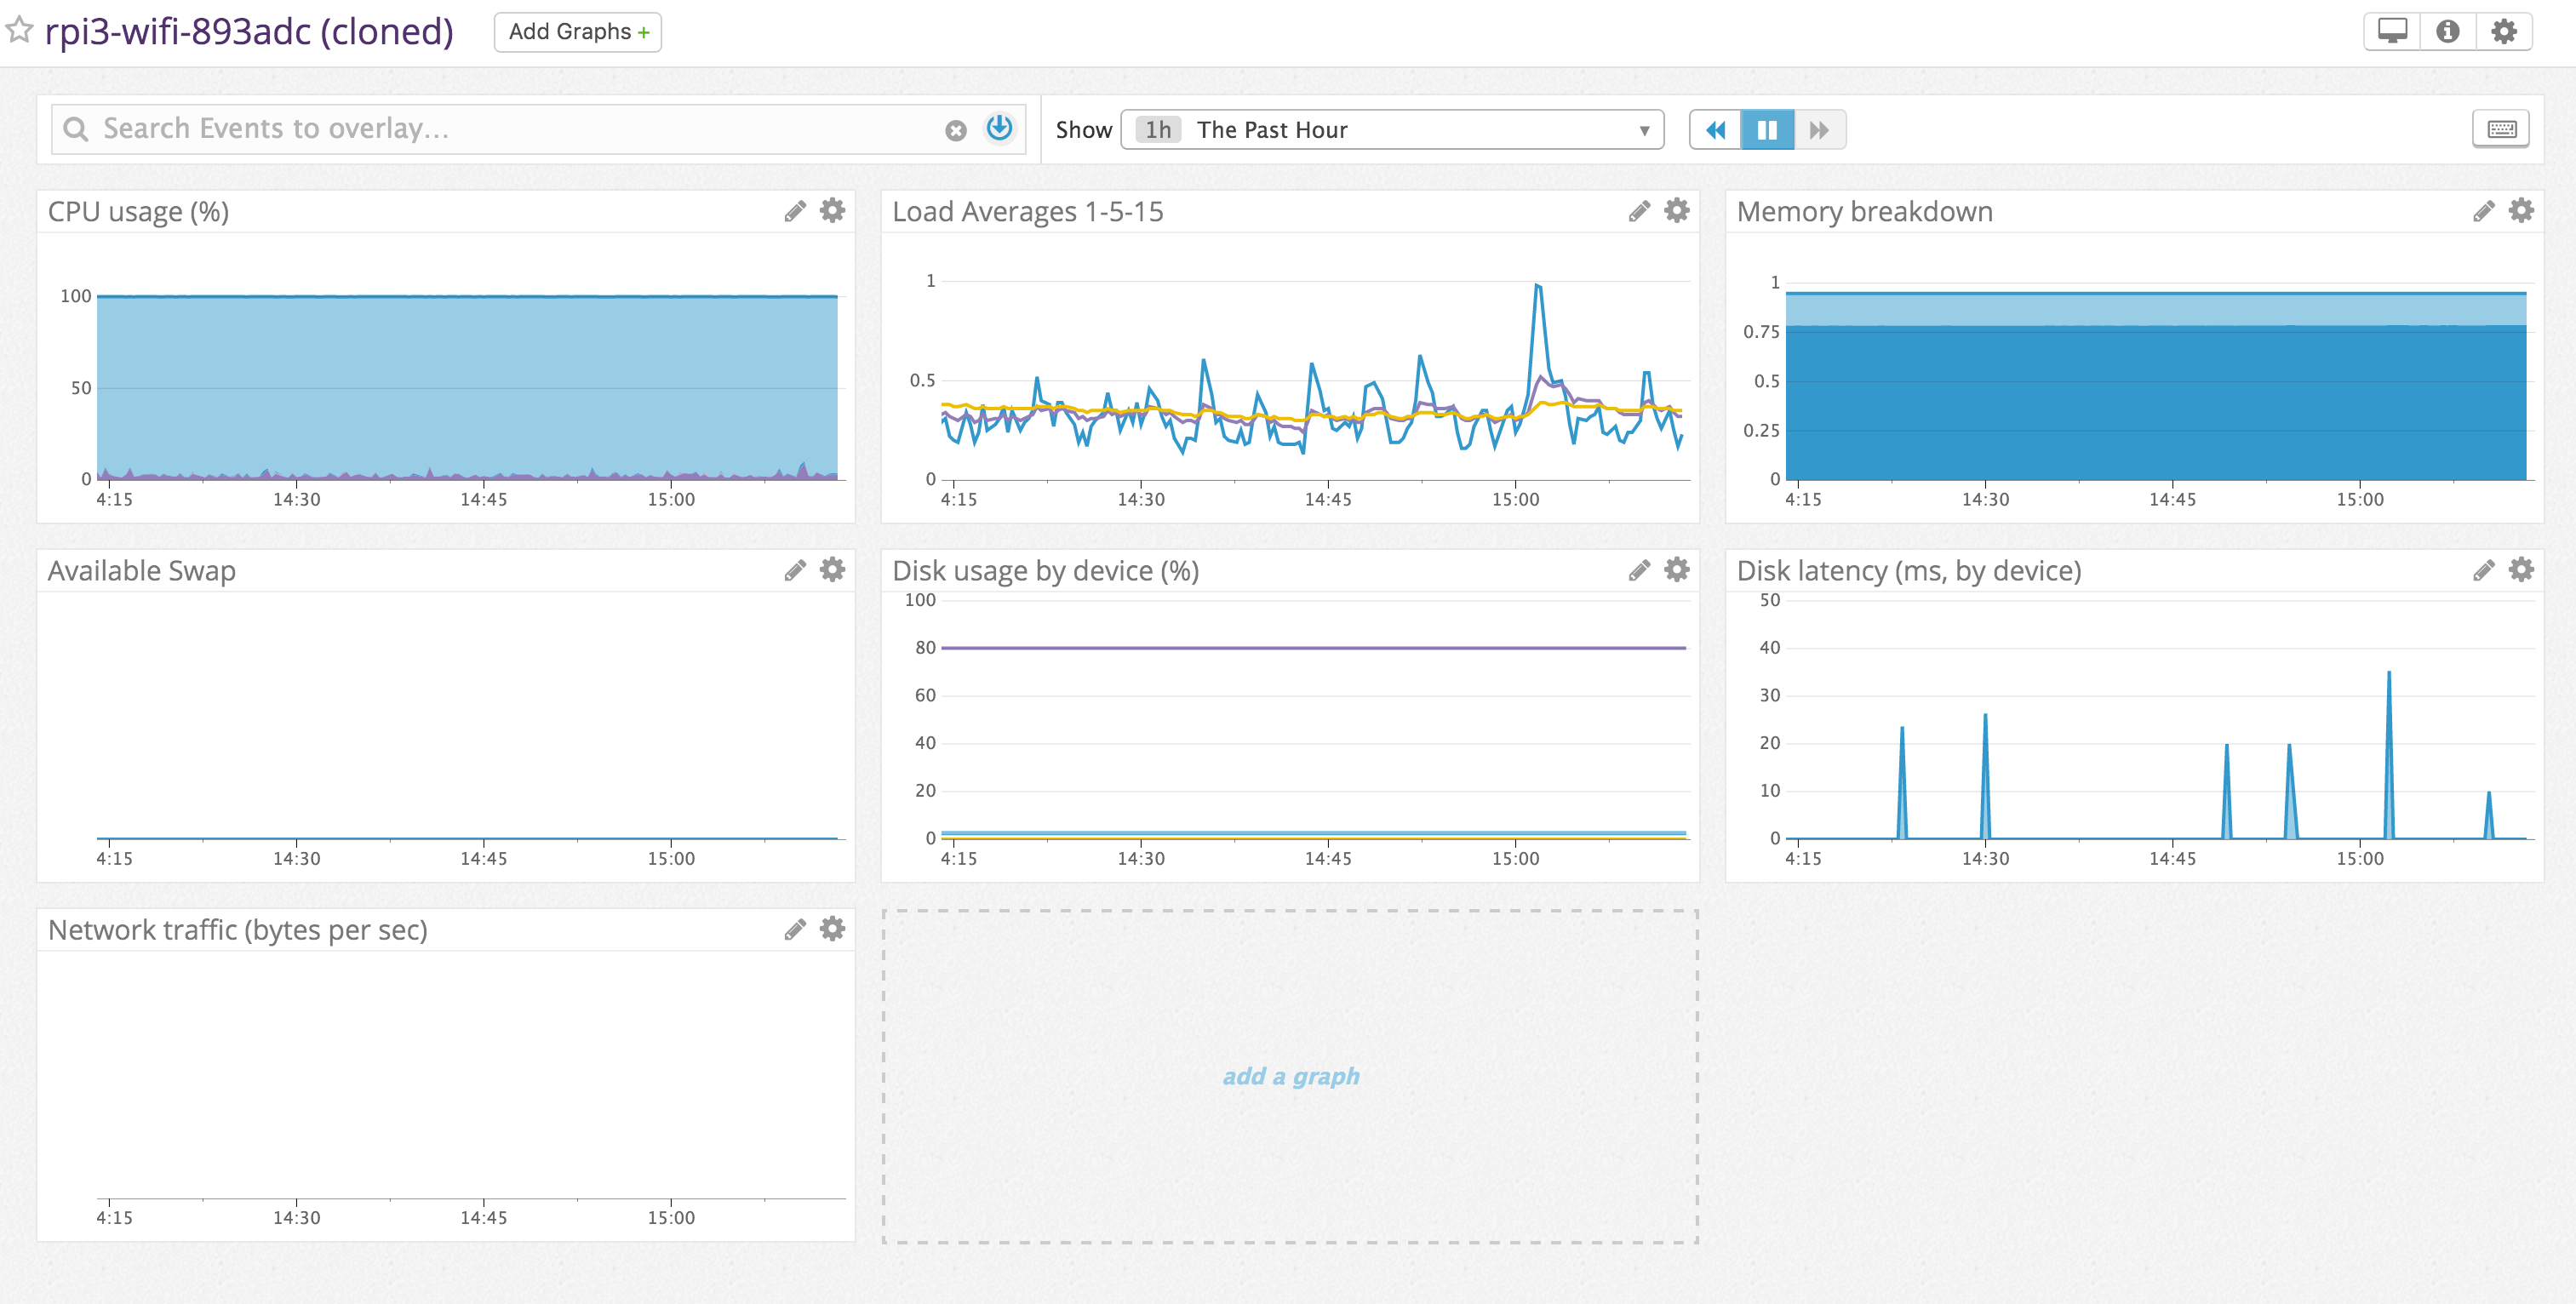 rpi3-wifi-893adc (cloned)
Add Graphs +
Search Events to overlay...
Show
1h The Past Hour
CPU usage (%)
100
50
0
4:15 14:30 14:45 15:00
Load Averages 1-5-15
1
0.5
0
4:15 14:30 14:45 15:00
Memory breakdown
1
0.75
0.5
0.25
0
4:15 14:30 14:45 15:00
Available Swap
4:15 14:30 14:45 15:00
Disk usage by device (%)
100
80
60
40
20
0
4:15 14:30 14:45 15:00
Disk latency (ms, by device)
50
40
30
20
10
0
4:15 14:30 14:45 15:00
Network traffic (bytes per sec)
4:15 14:30 14:45 15:00
add a graph